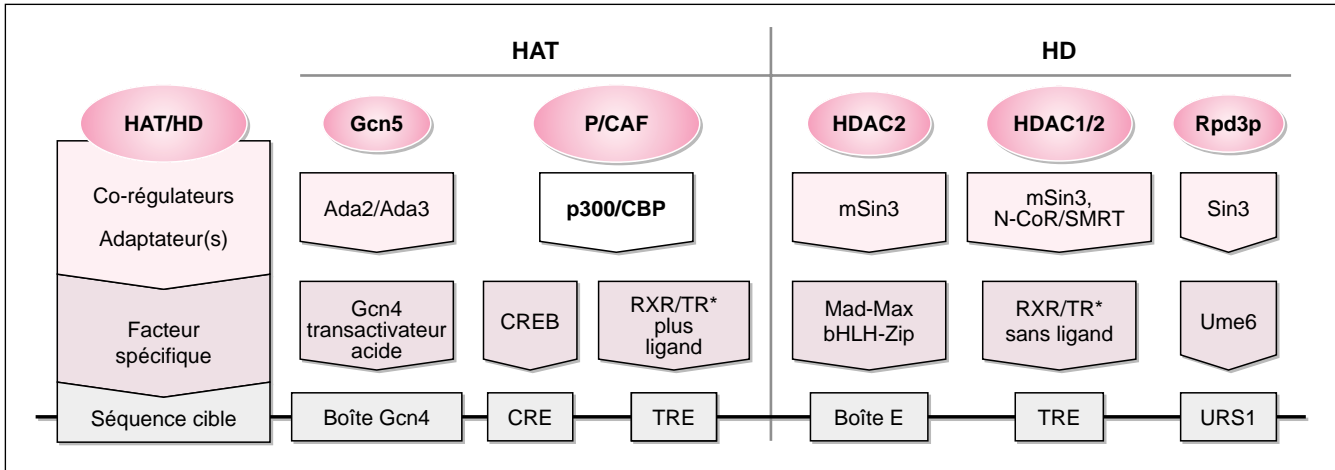 HAT
HD
HAT/HD
Gcn5
P/CAF
HDAC2
HDAC1/2
Rpd3p
Co-régulateurs
Adaptateur(s)
Ada2/Ada3
p300/CBP
mSin3
mSin3,
N-CoR/SMRT
Sin3
Facteur
spécifique
Gcn4
transactivateur
acide
CREB
RXR/TR*
plus
ligand
Mad-Max
bHLH-Zip
RXR/TR*
sans ligand
Ume6
Séquence cible
Boîte Gcn4
CRE
TRE
Boîte E
TRE
URS1